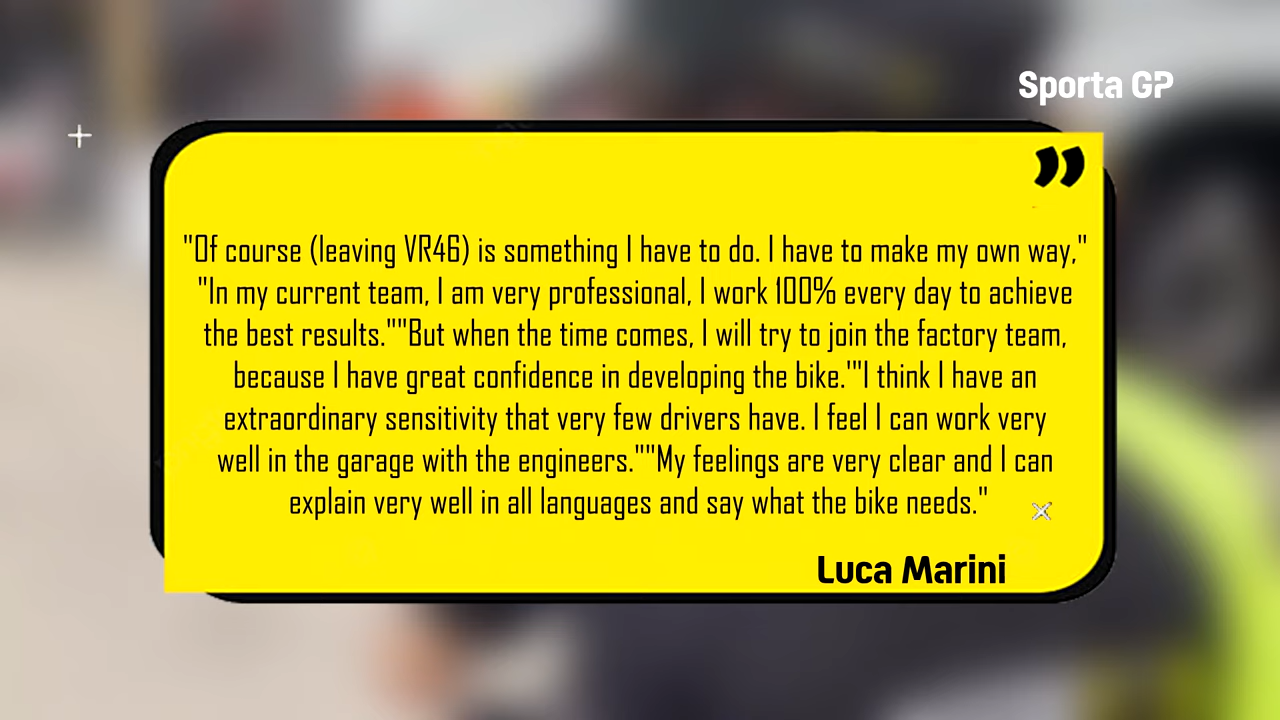 Sporta GP
”
"Of course (leaving VR46) is something I have to do. I have to make my own way,"
"In my current team, I am very professional, I work 100% every day to achieve
the best results.""But when the time comes, I will try to join the factory team,
because I have great confidence in developing the bike.'"I think I have an
extraordinary sensitivity that very few drivers have. I feel I can work very
well in the garage with the engineers.""My feelings are very clear and I can
explain very well in all languages and say what the bike needs."
Luca Marini